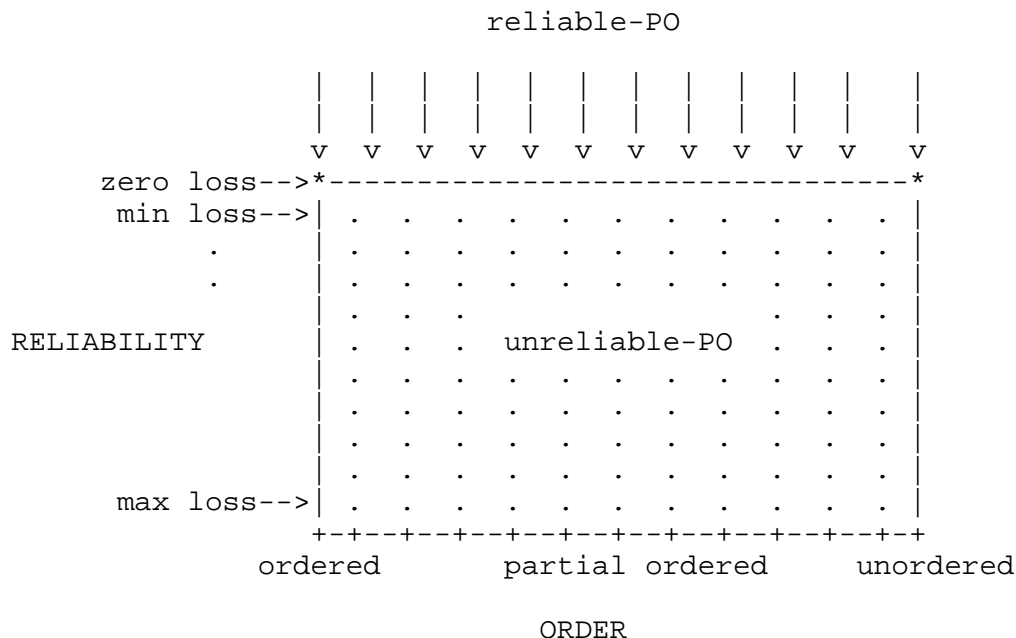 reliable-PO
| | | | | | | | | | | |
| | | | | | | | | | | |
v v v v v v v v v v v v
zero loss-->*---------------------------------*
min loss-->| . . . . . . . . . . . |
. | . . . . . . . . . . . |
. | . . . . . . . . . . . |
| . . . . . . |
RELIABILITY | . . . unreliable-PO . . . |
| . . . . . . . . . . . |
| . . . . . . . . . . . |
| . . . . . . . . . . . |
| . . . . . . . . . . . |
max loss-->| . . . . . . . . . . . |
+-+--+--+--+--+--+--+--+--+--+--+-+
ordered partial ordered unordered
ORDER